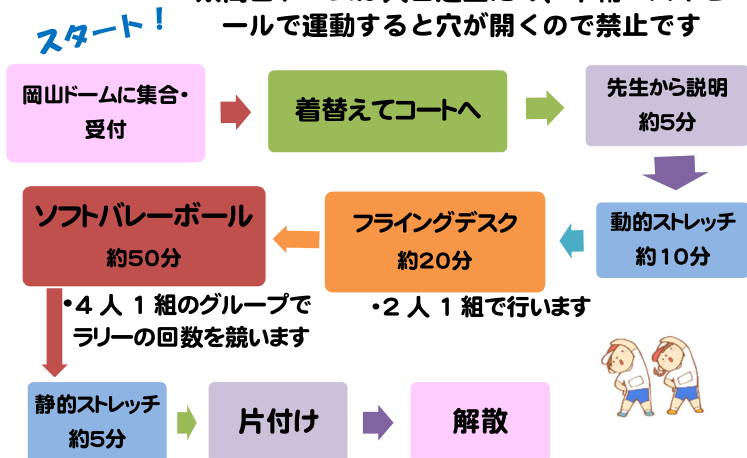 ールで運動すると穴が開くので禁止です
スタート！
岡山ドームに集合・
受付
着替えてコートへ
先生から説明
約5分
動的ストレッチ
約10分
フライングデスク
約20分
・2 人 1 組で行います
ソフトバレーボール
約50分
・4 人 1 組のグループで
ラリーの回数を競います
静的ストレッチ
約5分
片付け
解散